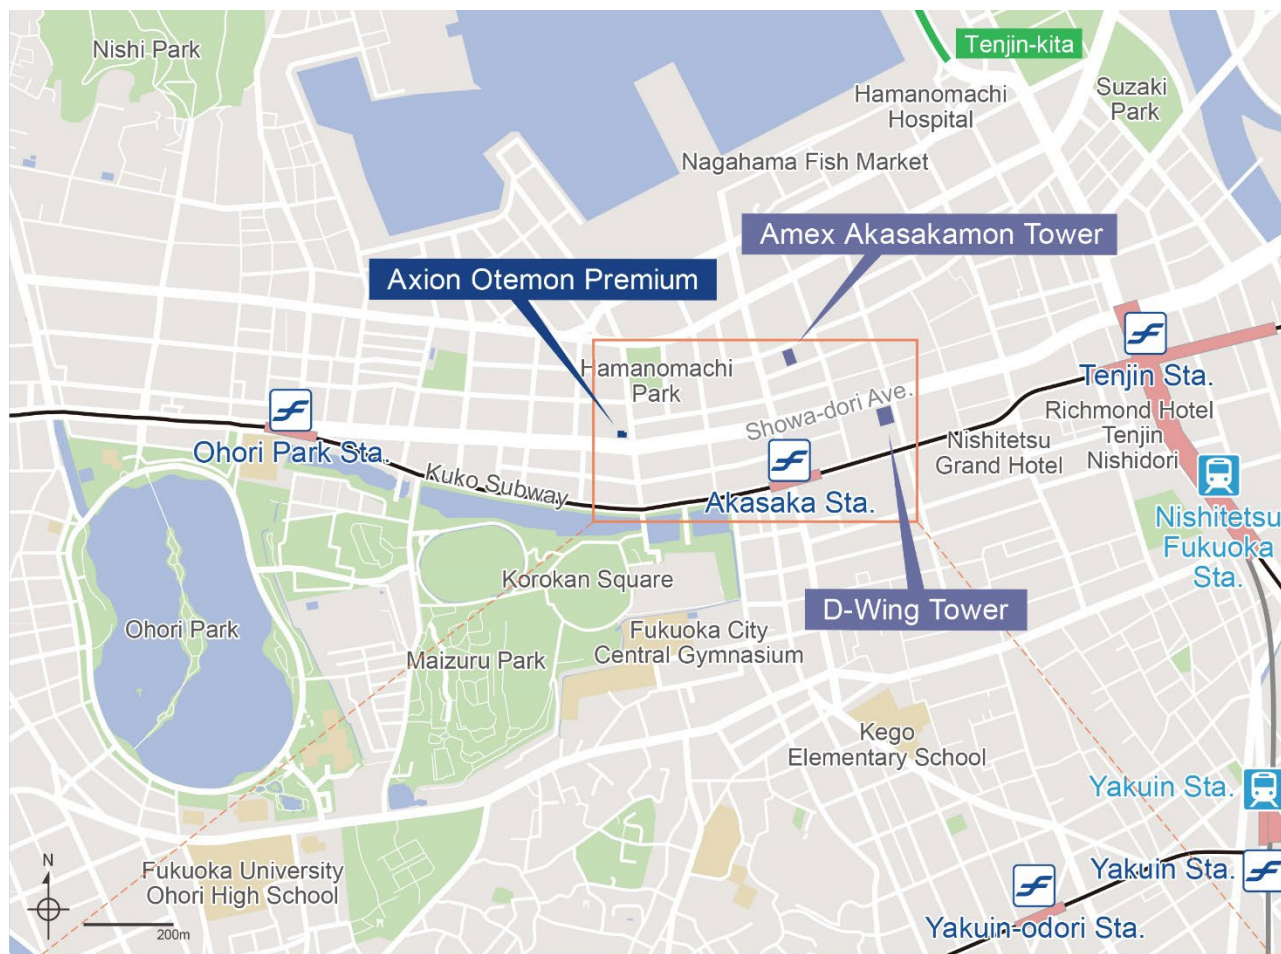 Nishi Park
Tenjin-kita
Hamanomachi
Hospital
Suzaki
Park
Nagahama Fish Market
Amex Akasakamon Tower
Axion Otemon Premium
Hamanomachi
Park
Showa-dori Ave.
Tenjin Sta.
Richmond Hotel
Tenjin
Nishidori
Nishitetsu
Grand Hotel
Ohori Park Sta.
Kuko Subway
Akasaka Sta.
Nishitetsu
Fukuoka
Sta.
Korokan Square
D-Wing Tower
Ohori Park
Maizuru Park
Fukuoka City
Central Gymnasium
Kego
Elementary School
Yakuin Sta.
Yakuin Sta.
Fukuoka University
Ohori High School
Yakuin-odori Sta.
N
200m